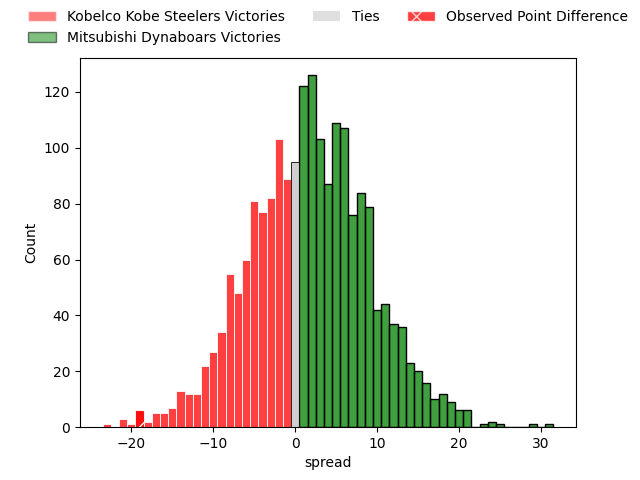 Kobelco Kobe Steelers Victories
Mitsubishi Dynaboars Victories
Ties
Observed Point Difference
120
100
80
60
40
20
0
Count
−20
−10
0
10
20
30
spread